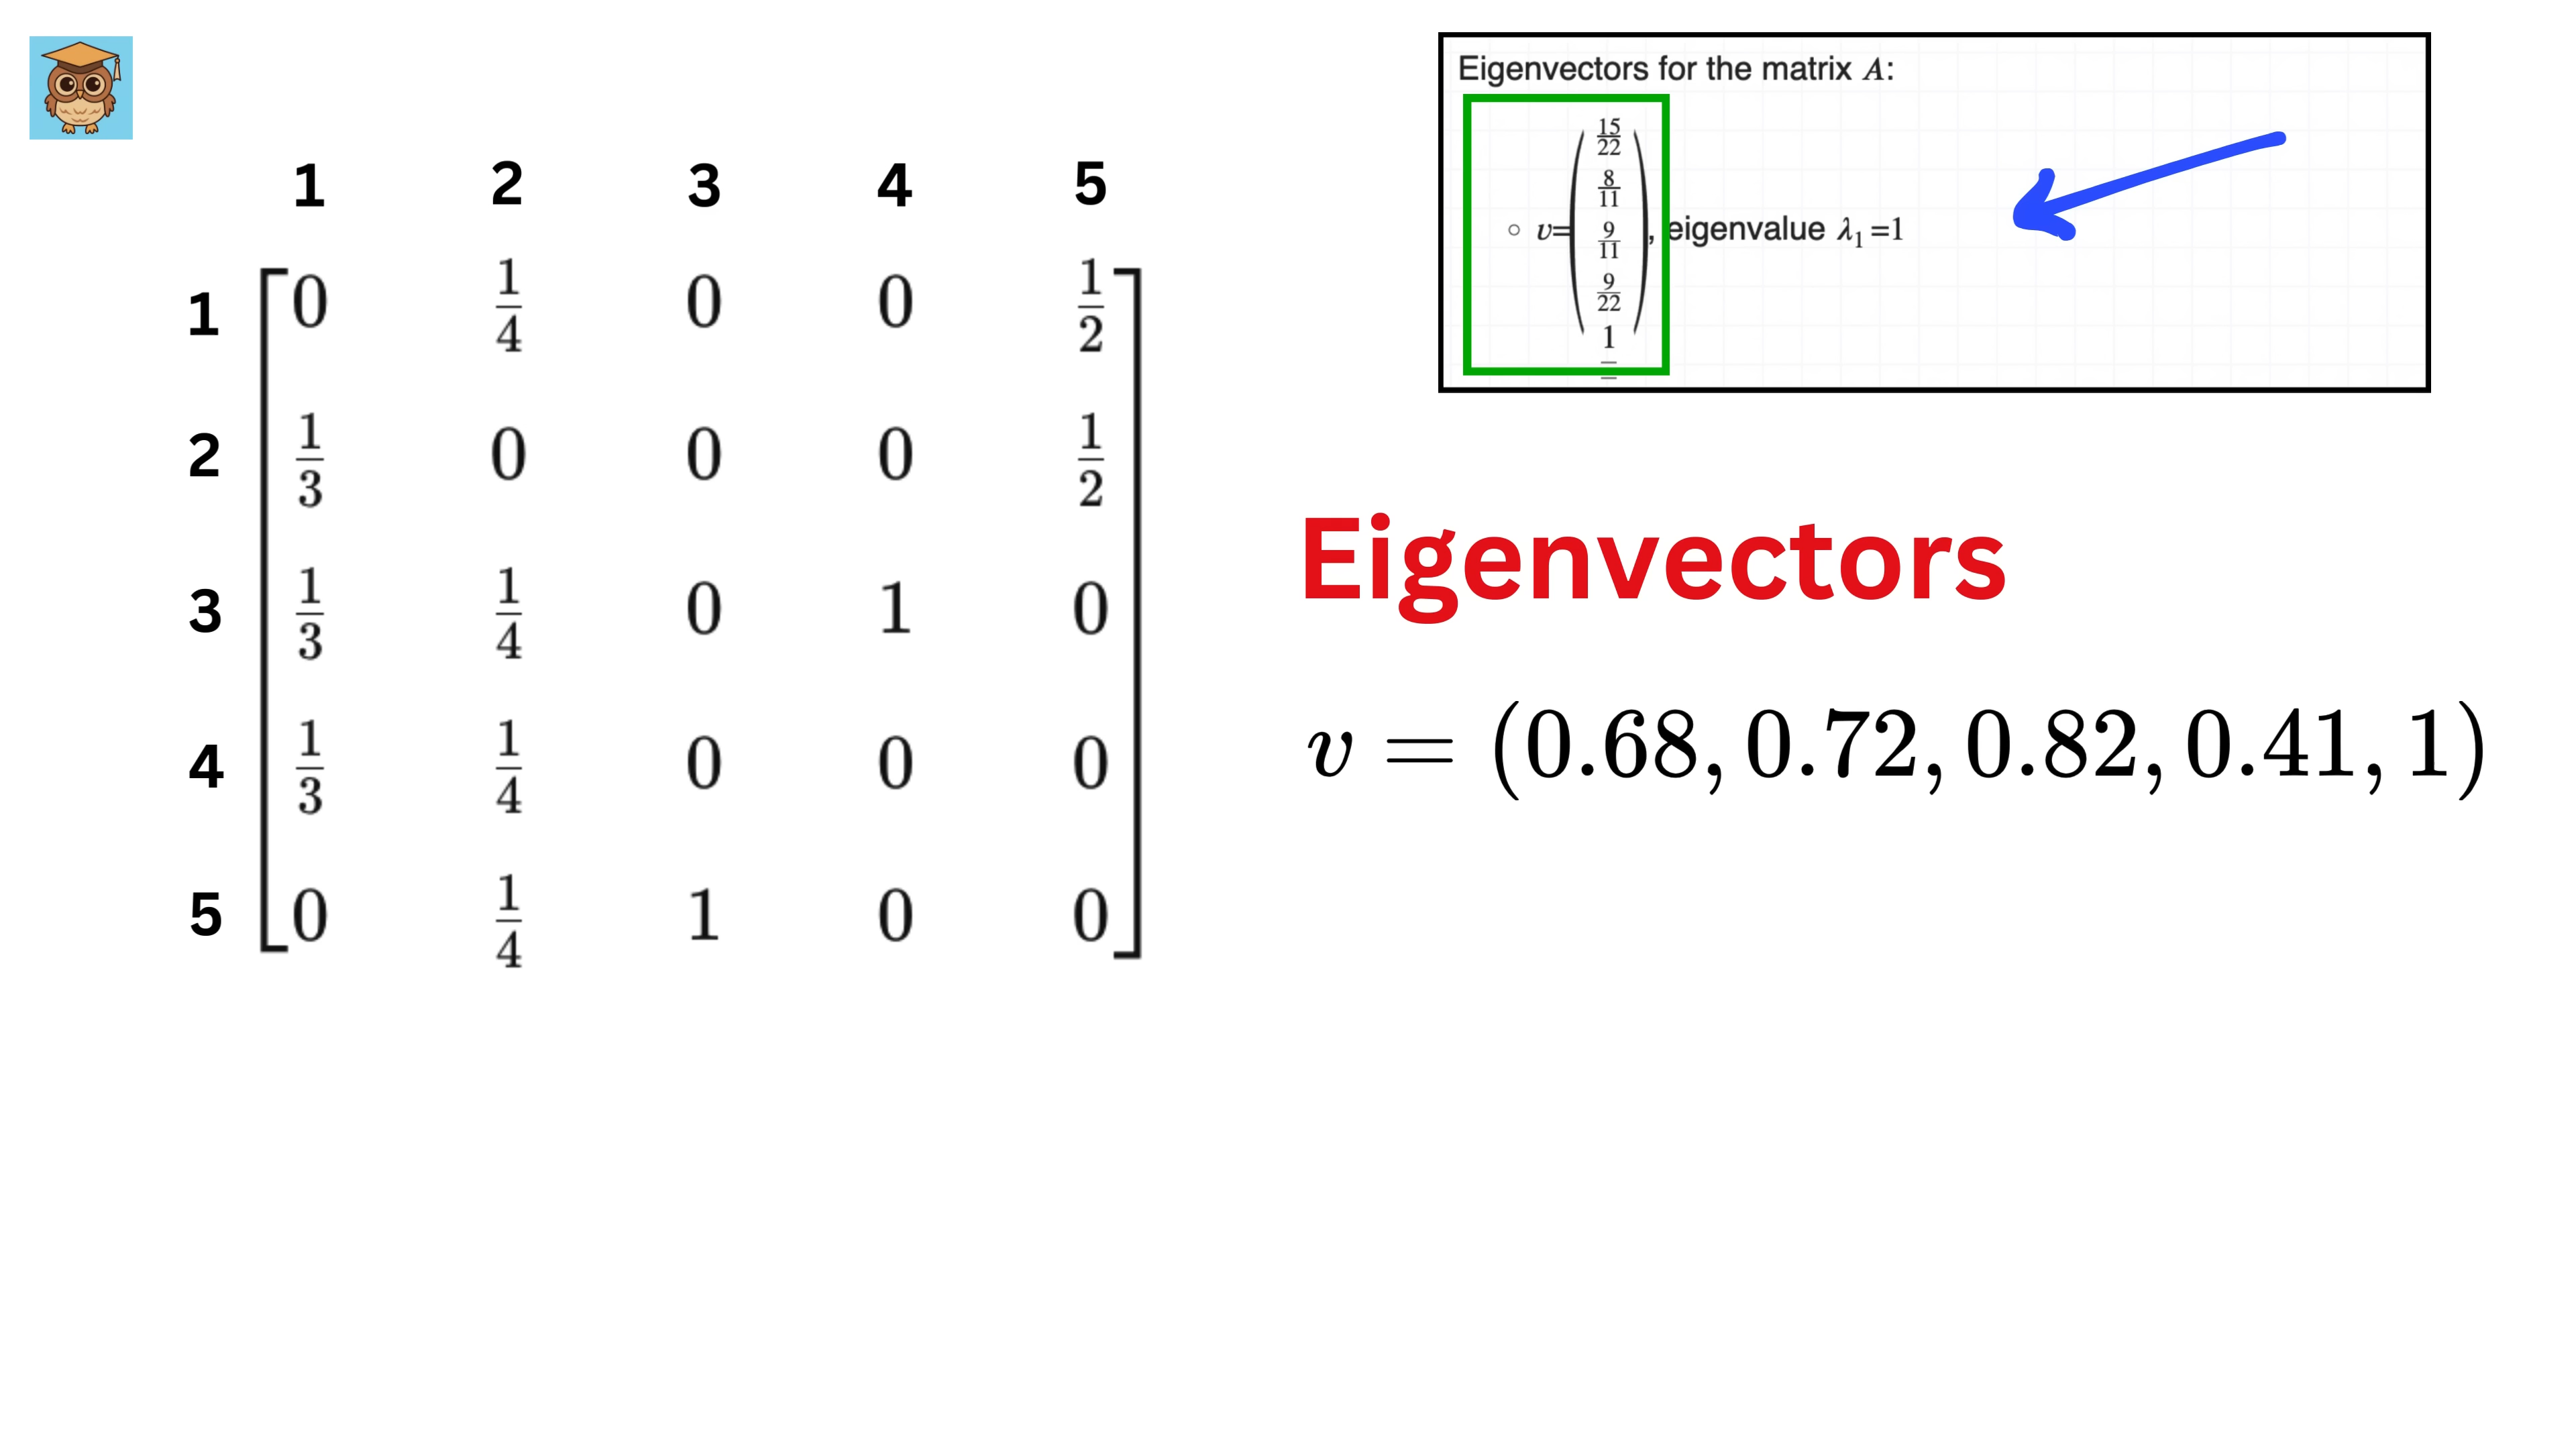 1 2 3 4 5
1 0 1/4 0 0 1/2
2 1/3 0 0 0 1/2
3 1/3 1/4 0 1 0
4 1/3 1/4 0 0 0
5 0 1/4 1 0 0
Eigenvectors for the matrix A:
15/22
8/11
v= 9/11 , eigenvalue λ₁=1
9/22
1
Eigenvectors
v = (0.68, 0.72, 0.82, 0.41, 1)